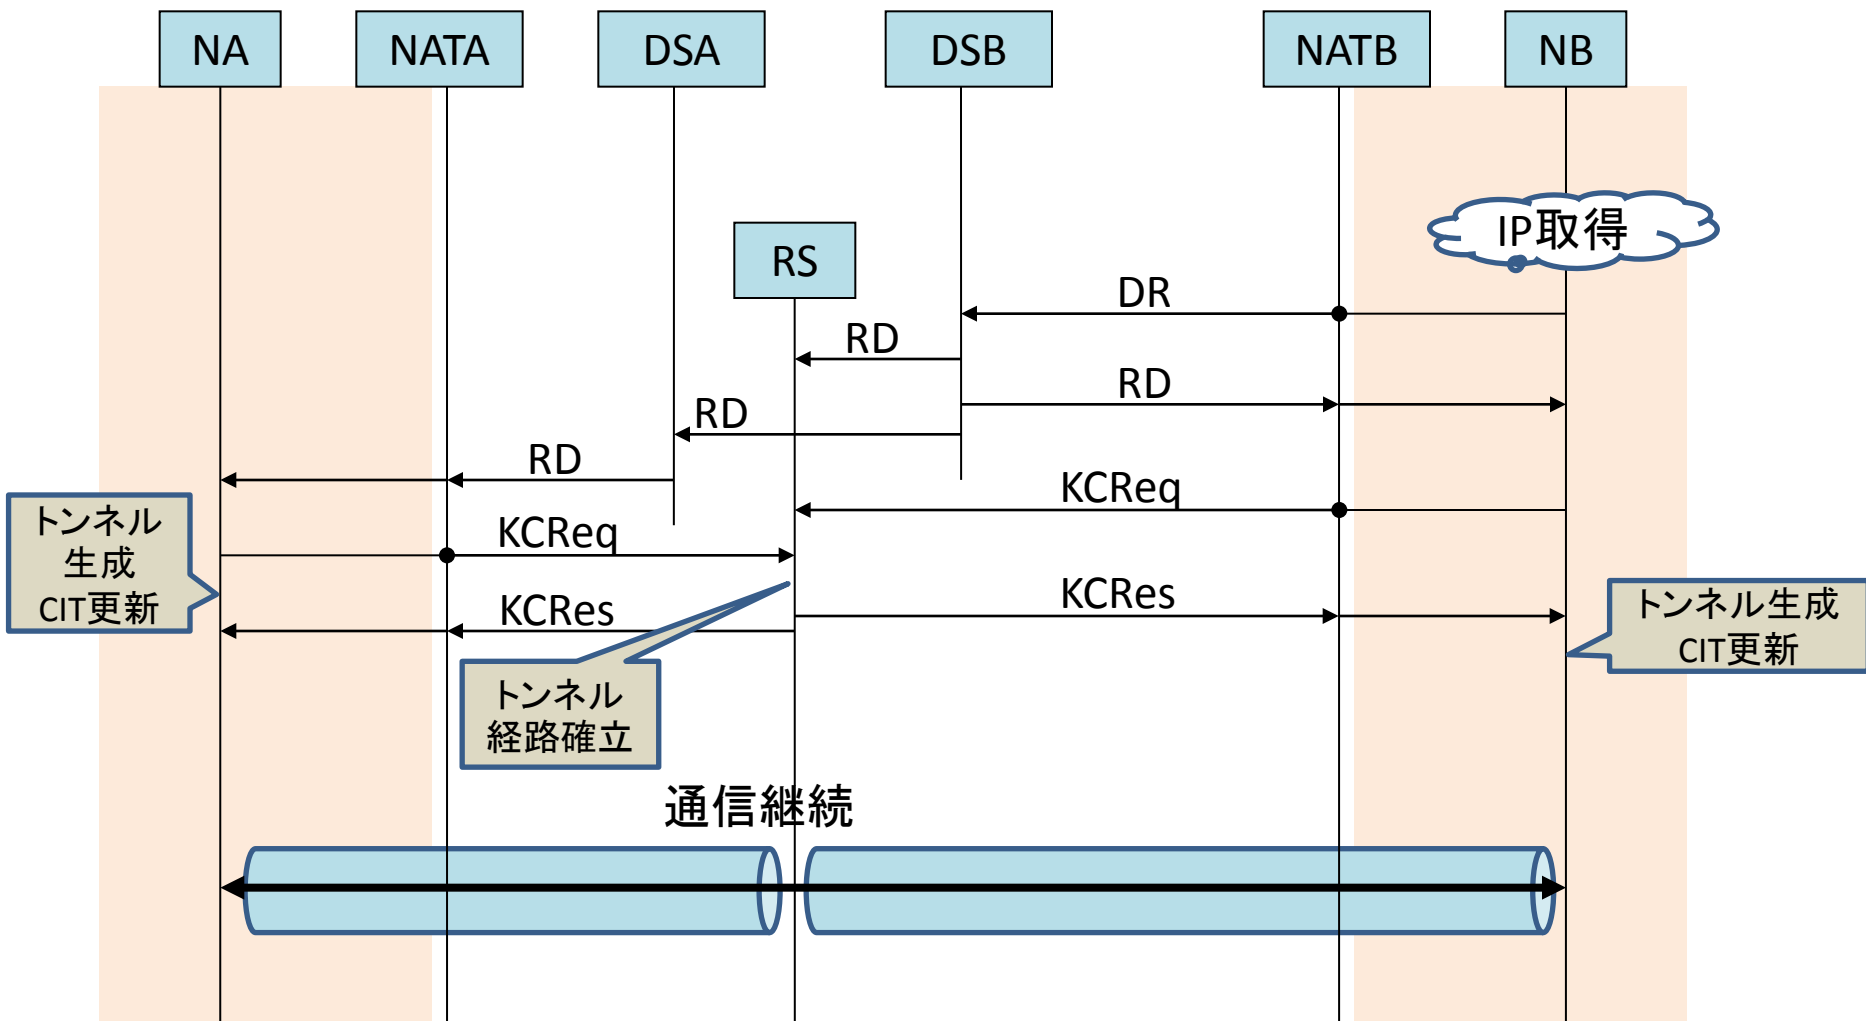 NA
NATA
DSA
DSB
NATB
NB
IP取得
RS
DR
RD
RD
RD
RD
KCReq
KCReq
トンネル
生成
CIT更新
KCRes
KCRes
トンネル生成
CIT更新
トンネル
経路確立
通信継続